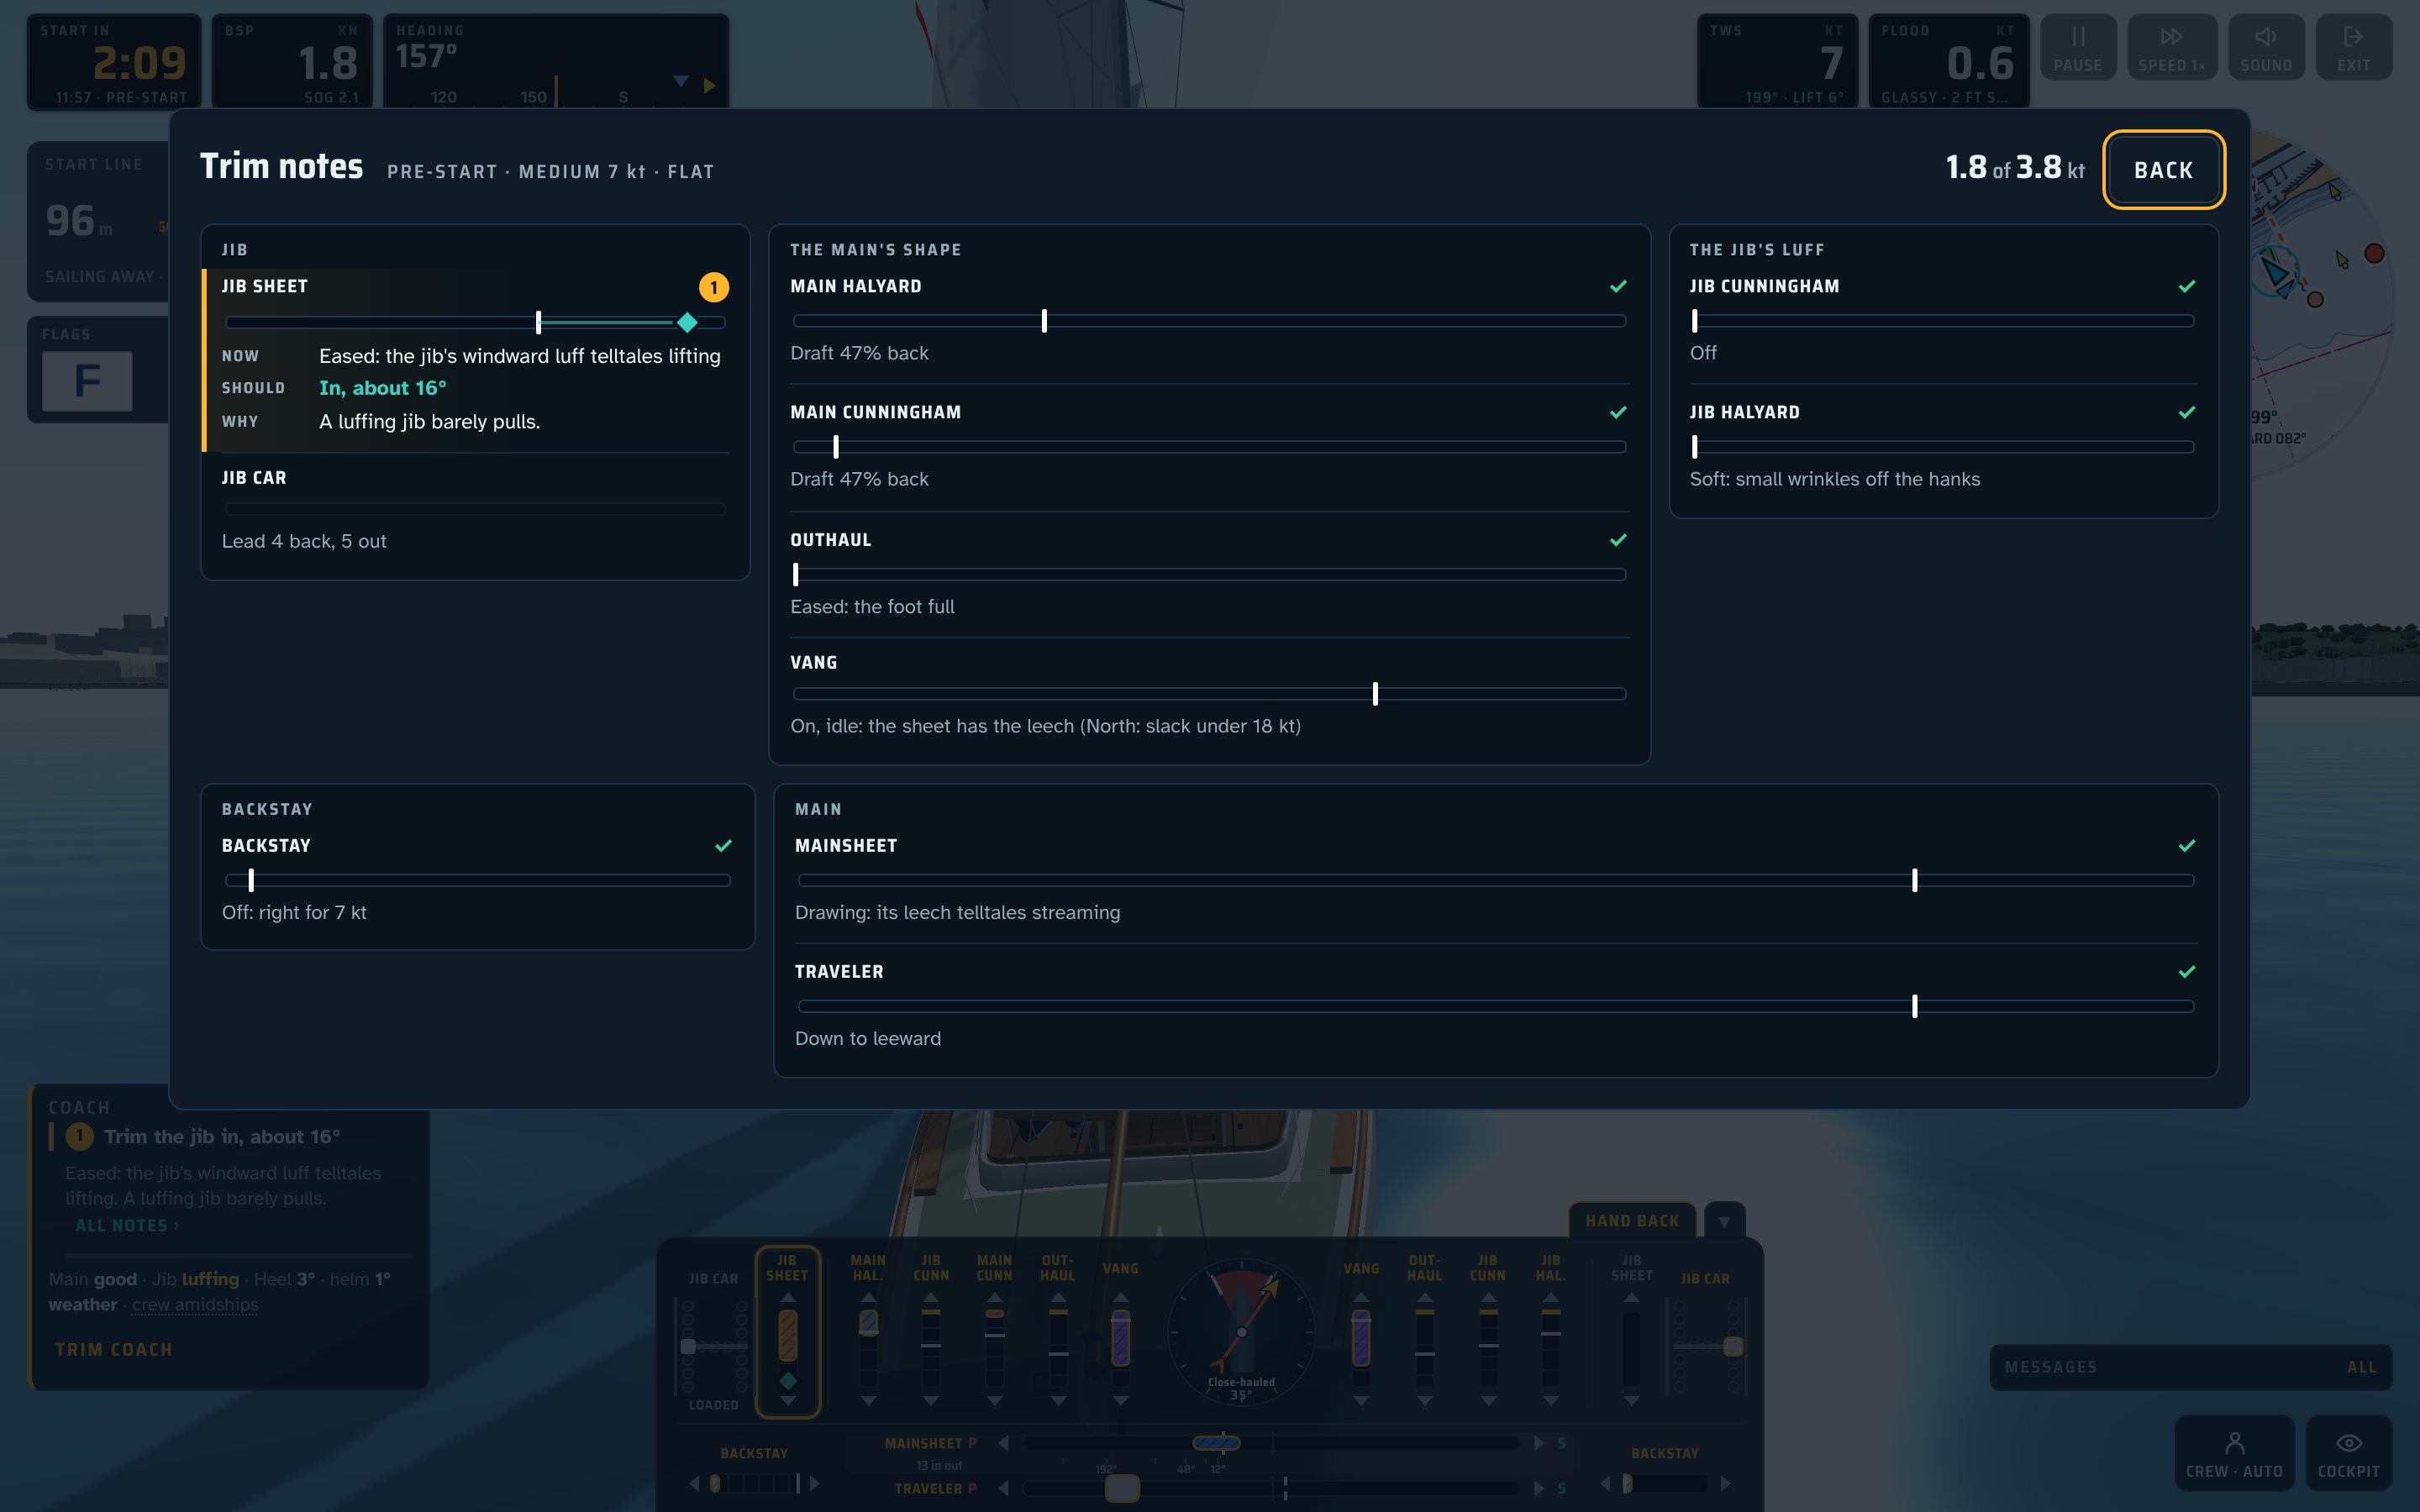 START IN
2:09
11:57 · PRE-START
BSP KN
1.8
SOG 2.1
HEADING
157°
120 150 S
TWS KT
7
199° · LIFT 6°
FLOOD KT
0.6
GLASSY · 2 FT S...
PAUSE
SPEED 1×
SOUND
EXIT
START LINE
96 m
SAILING AWAY ·
FLAGS
F
Trim notes PRE-START · MEDIUM 7 kt · FLAT
1.8 of 3.8 kt
BACK
JIB
JIB SHEET 1
NOW Eased: the jib's windward luff telltales lifting
SHOULD In, about 16°
WHY A luffing jib barely pulls.
JIB CAR
Lead 4 back, 5 out
THE MAIN'S SHAPE
MAIN HALYARD
Draft 47% back
MAIN CUNNINGHAM
Draft 47% back
OUTHAUL
Eased: the foot full
VANG
On, idle: the sheet has the leech (North: slack under 18 kt)
THE JIB'S LUFF
JIB CUNNINGHAM
Off
JIB HALYARD
Soft: small wrinkles off the hanks
99°
ARD 082°
BACKSTAY
BACKSTAY
Off: right for 7 kt
MAIN
MAINSHEET
Drawing: its leech telltales streaming
TRAVELER
Down to leeward
COACH
1 Trim the jib in, about 16°
Eased: the jib's windward luff telltales
lifting. A luffing jib barely pulls.
ALL NOTES ›
Main good · Jib luffing · Heel 3° · helm 1°
weather · crew amidships
TRIM COACH
HAND BACK
JIB CAR
LOADED
JIB SHEET
MAIN HAL.
JIB CUNN
MAIN CUNN
OUT-HAUL
VANG
Close-hauled
35°
VANG
OUT-HAUL
JIB CUNN
JIB HAL.
JIB SHEET
JIB CAR
BACKSTAY
MAINSHEET P S
13 in out
192° 48° 12°
TRAVELER P S
BACKSTAY
MESSAGES ALL
CREW · AUTO
COCKPIT